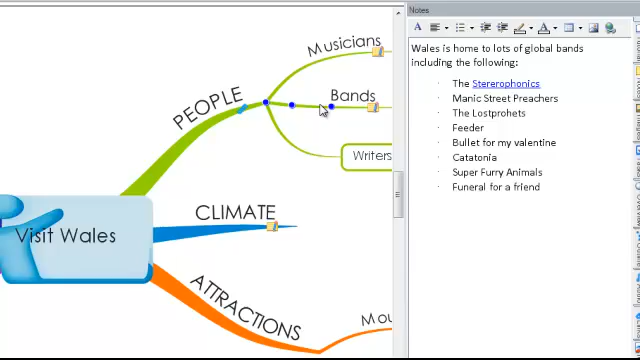 Notes
Wales is home to lots of global bands
including the following:
· The Stererophonics
· Manic Street Preachers
· The Lostprohets
· Feeder
· Bullet for my valentine
· Catatonia
· Super Furry Animals
· Funeral for a friend
Musicians
PEOPLE
Bands
Writers
CLIMATE
Visit Wales
ATTRACTIONS